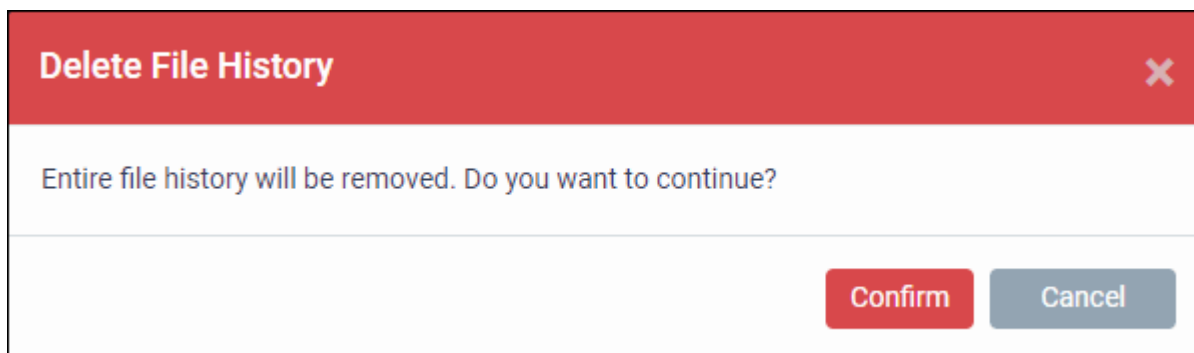 Delete File History
Entire file history will be removed. Do you want to continue?
Confirm Cancel